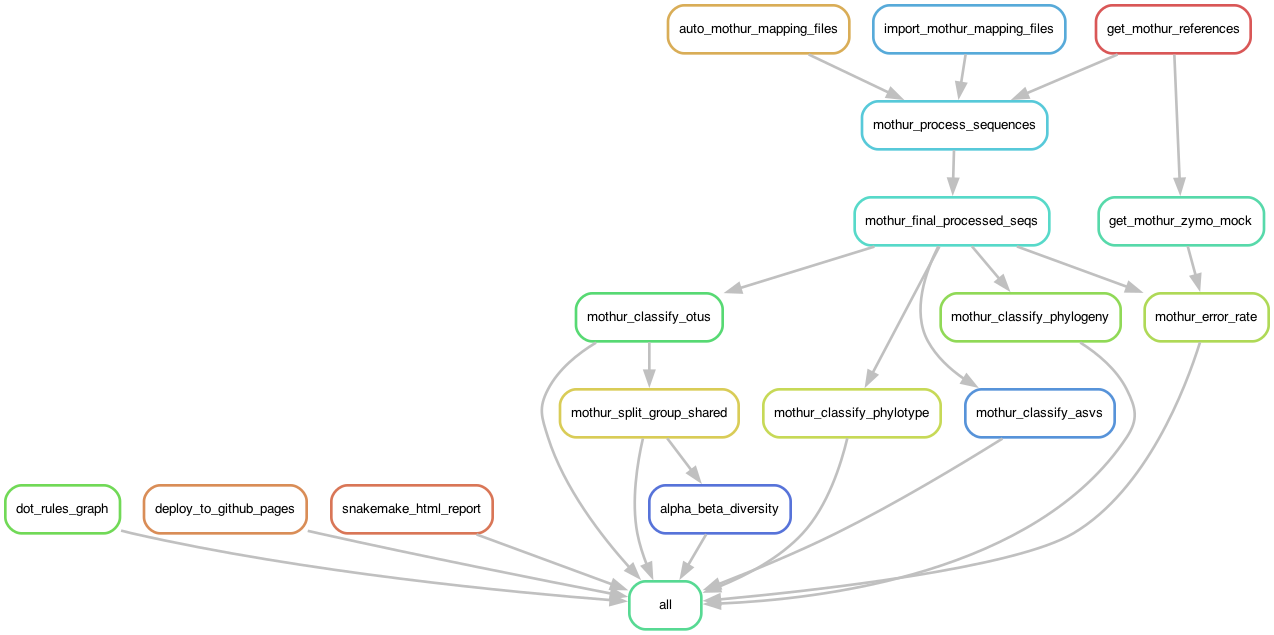 auto_mothur_mapping_files
import_mothur_mapping_files
get_mothur_references
mothur_process_sequences
mothur_final_processed_seqs
get_mothur_zymo_mock
mothur_classify_otus
mothur_classify_phylogeny
mothur_error_rate
mothur_split_group_shared
mothur_classify_phylotype
mothur_classify_asvs
dot_rules_graph
deploy_to_github_pages
snakemake_html_report
alpha_beta_diversity
all